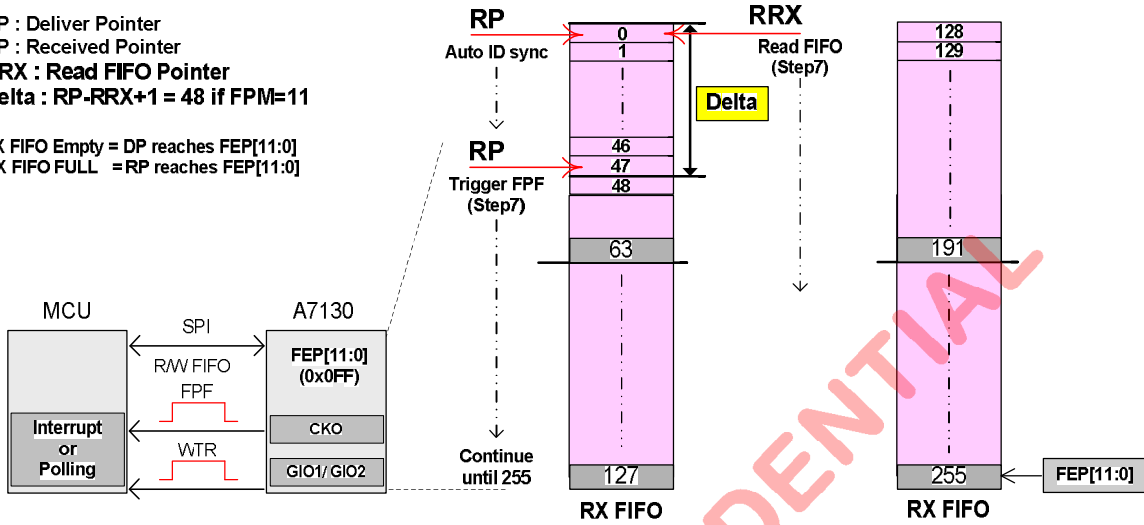 P : Deliver Pointer
P : Received Pointer
RX : Read FIFO Pointer
elta : RP-RRX+1 = 48 if FPM=11
X FIFO Empty = DP reaches FEP[11:0]
X FIFO FULL = RP reaches FEP[11:0]
RP
Auto ID sync
RP
Trigger FPF
(Step7)
Continue
until 255
0
1
46
47
48
63
127
RX FIFO
Delta
RRX
Read FIFO
(Step7)
128
129
191
255
RX FIFO
FEP[11:0]
MCU
Interrupt
or
Polling
SPI
R/W FIFO
FPF
WTR
A7130
FEP[11:0]
(0x0FF)
CKO
GIO1/ GIO2
DENTIAL